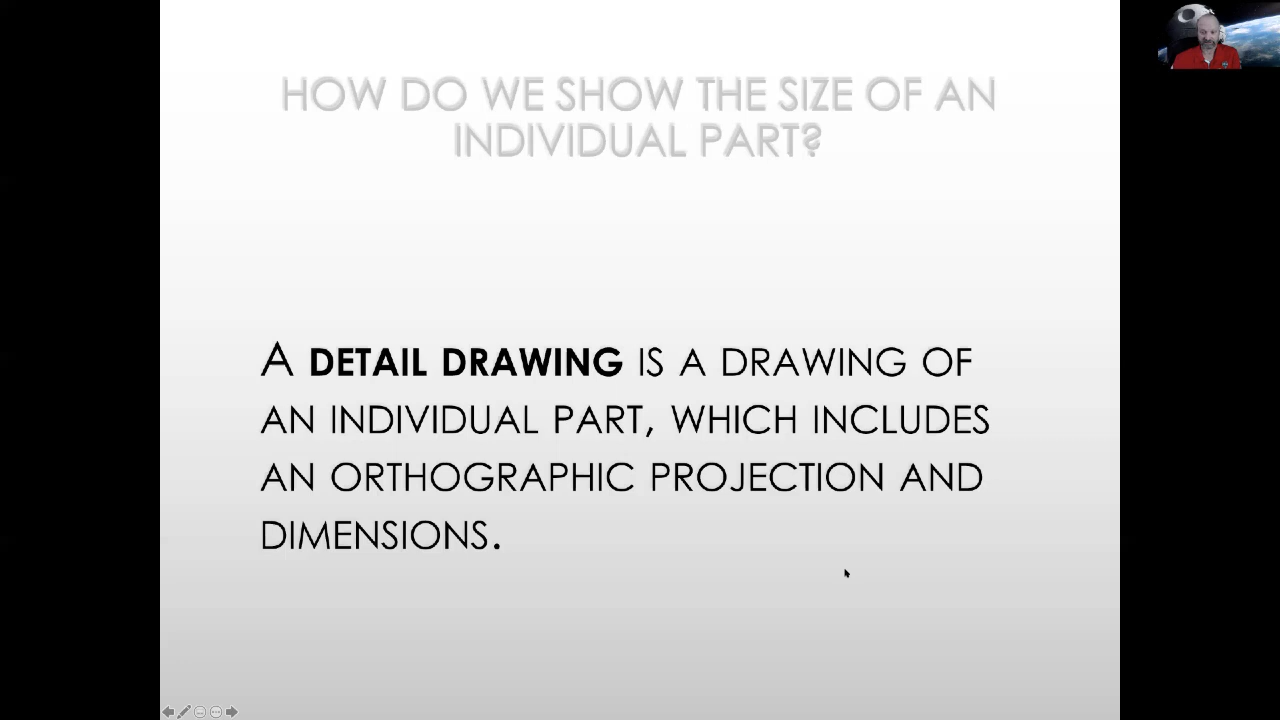 HOW DO WE SHOW THE SIZE OF AN
INDIVIDUAL PART?
A DETAIL DRAWING IS A DRAWING OF
AN INDIVIDUAL PART, WHICH INCLUDES
AN ORTHOGRAPHIC PROJECTION AND
DIMENSIONS.